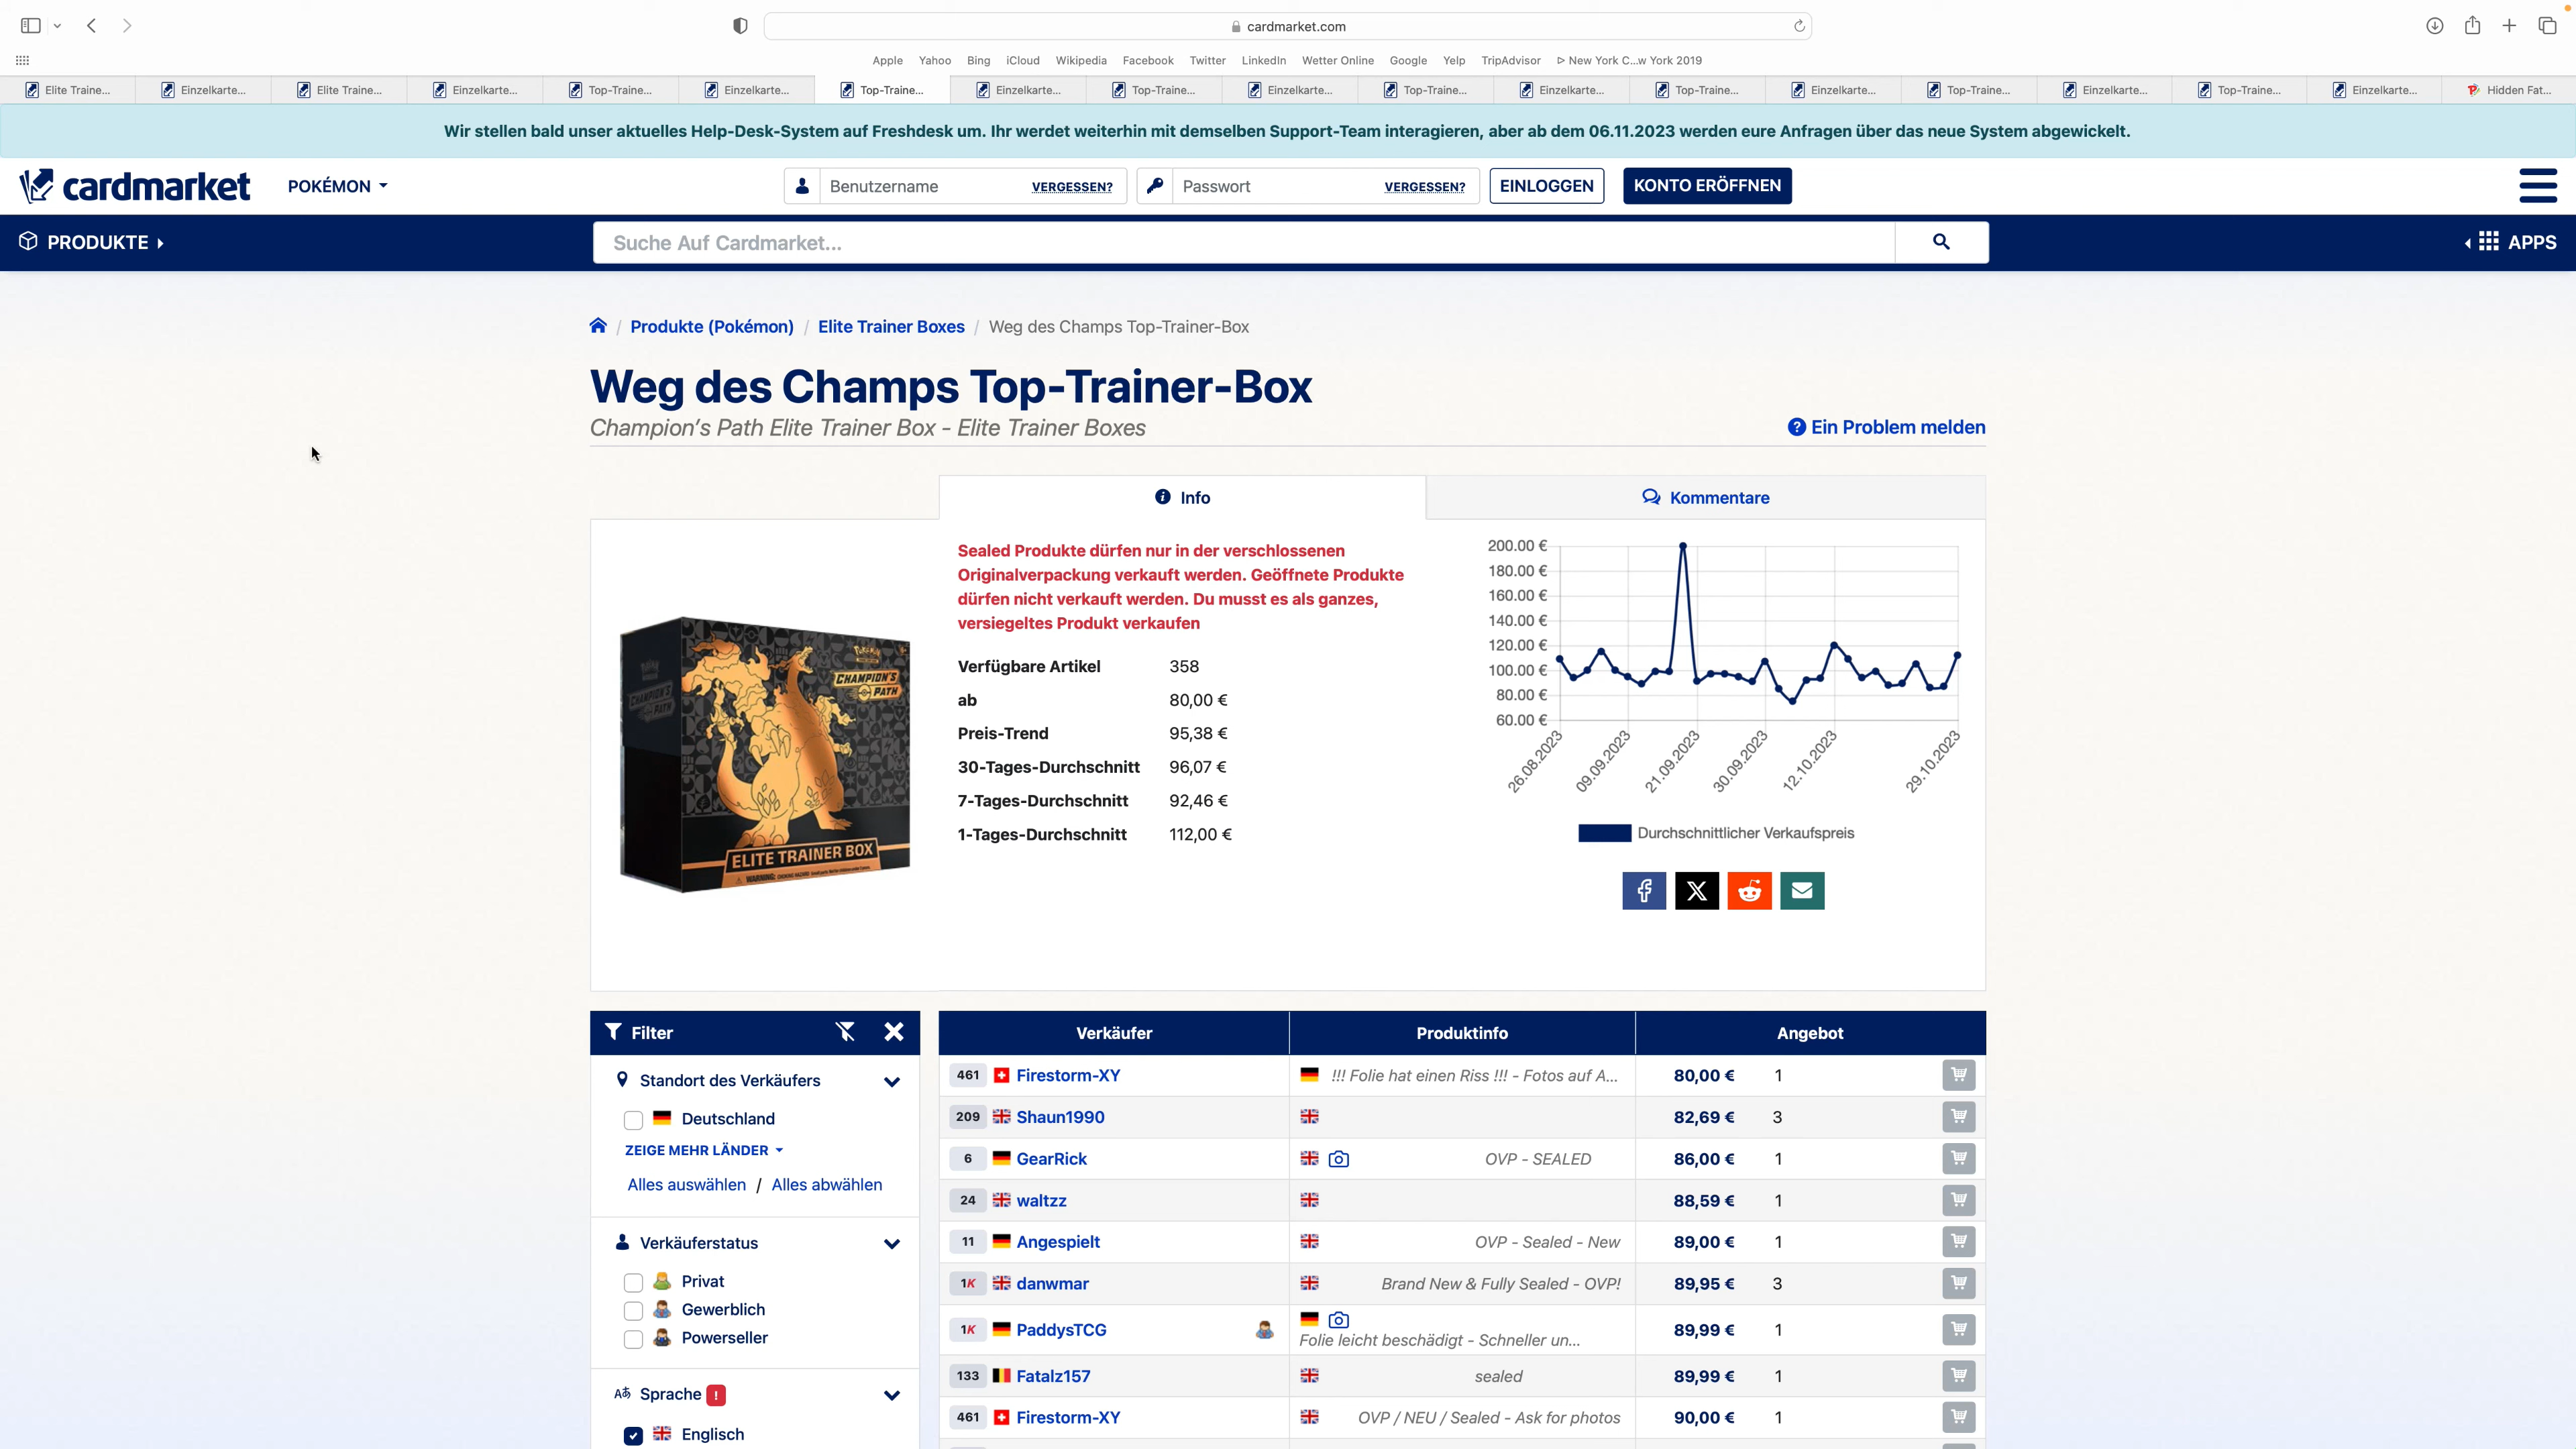 cardmarket.com
Apple Yahoo Bing iCloud Wikipedia Facebook Twitter LinkedIn Wetter Online Google Yelp TripAdvisor ⊳ New York C...w York 2019
Elite Traine... Einzelkarte... Elite Traine... Einzelkarte... Top-Traine... Einzelkarte... Top-Traine... Einzelkarte... Top-Traine... Einzelkarte... Top-Traine... Einzelkarte... Top-Traine... Einzelkarte... Top-Traine... Einzelkarte... Top-Traine... Einzelkarte... Hidden Fat...
Wir stellen bald unser aktuelles Help-Desk-System auf Freshdesk um. Ihr werdet weiterhin mit demselben Support-Team interagieren, aber ab dem 06.11.2023 werden eure Anfragen über das neue System abgewickelt.
cardmarket POKÉMON Benutzername VERGESSEN? Passwort VERGESSEN? EINLOGGEN KONTO ERÖFFNEN
PRODUKTE Suche Auf Cardmarket... APPS
/ Produkte (Pokémon) / Elite Trainer Boxes / Weg des Champs Top-Trainer-Box
Weg des Champs Top-Trainer-Box
Champion's Path Elite Trainer Box - Elite Trainer Boxes
Ein Problem melden
Info Kommentare
POKÉMON
CHAMPION'S
PATH
CHAMPION'S
PATH
ELITE TRAINER BOX
Sealed Produkte dürfen nur in der verschlossenen
Originalverpackung verkauft werden. Geöffnete Produkte
dürfen nicht verkauft werden. Du musst es als ganzes,
versiegeltes Produkt verkaufen
Verfügbare Artikel 358
ab 80,00 €
Preis-Trend 95,38 €
30-Tages-Durchschnitt 96,07 €
7-Tages-Durchschnitt 92,46 €
1-Tages-Durchschnitt 112,00 €
200.00 €
180.00 €
160.00 €
140.00 €
120.00 €
100.00 €
80.00 €
60.00 €
26.08.2023 09.09.2023 21.09.2023 30.09.2023 12.10.2023 29.10.2023
Durchschnittlicher Verkaufspreis
Filter
Standort des Verkäufers
Deutschland
ZEIGE MEHR LÄNDER
Alles auswählen / Alles abwählen
Verkäuferstatus
Privat
Gewerblich
Powerseller
Sprache !
Englisch
Verkäufer Produktinfo Angebot
461 Firestorm-XY !!! Folie hat einen Riss !!! - Fotos auf A... 80,00 € 1
209 Shaun1990 82,69 € 3
6 GearRick OVP - SEALED 86,00 € 1
24 waltzz 88,59 € 1
11 Angespielt OVP - Sealed - New 89,00 € 1
1K danwmar Brand New & Fully Sealed - OVP! 89,95 € 3
1K PaddysTCG Folie leicht beschädigt - Schneller un... 89,99 € 1
133 Fatalz157 sealed 89,99 € 1
461 Firestorm-XY OVP / NEU / Sealed - Ask for photos 90,00 € 1